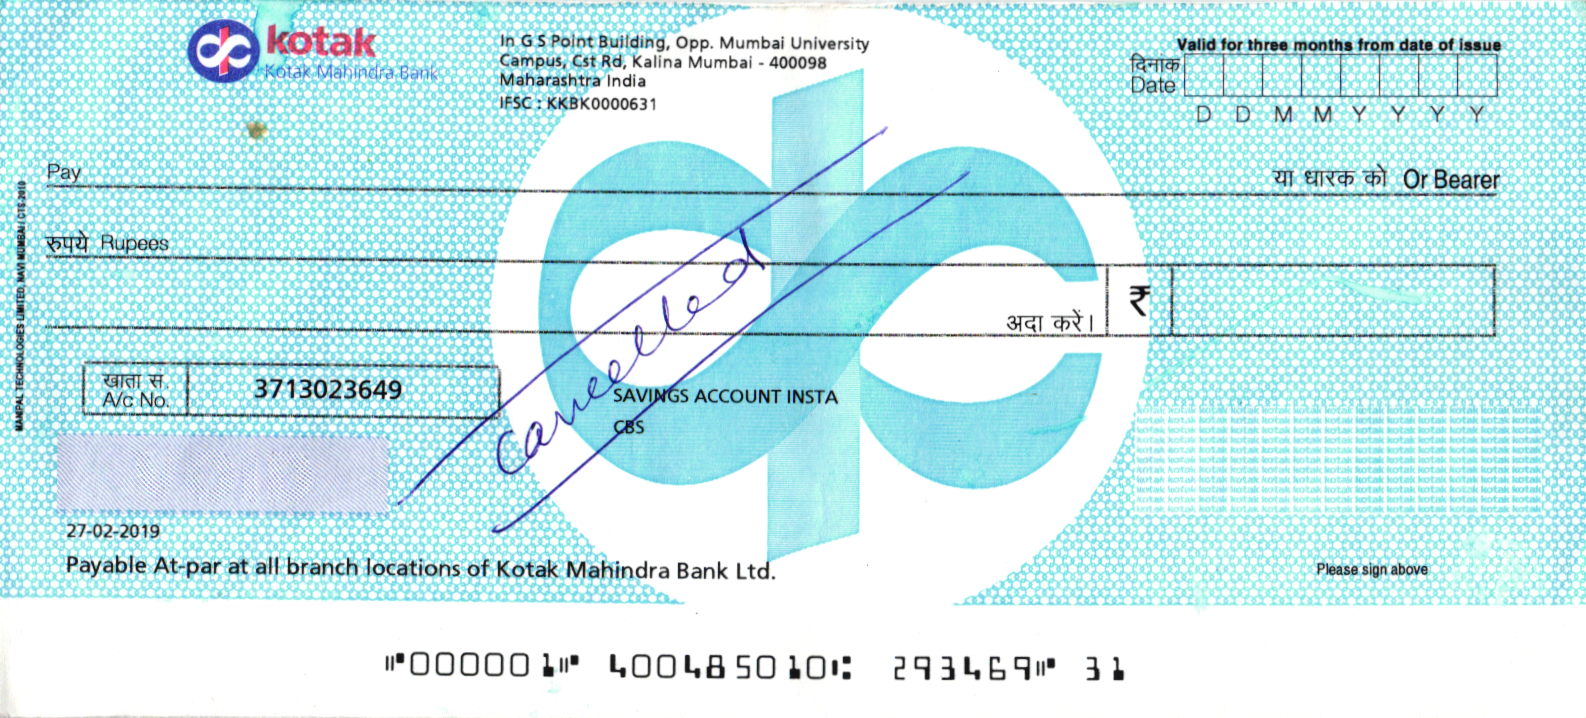 kotak
Kotak Mahindra Bank
In G S Point Building, Opp. Mumbai University
Campus, Cst Rd, Kalina Mumbai - 400098
Maharashtra India
IFSC : KKBK0000631
Valid for three months from date of issue
दिनांक
Date
D D M M Y Y Y Y
Pay
या धारक को Or Bearer
रुपये Rupees
अदा करें।
₹
खाता सं.
A/c No.
3713023649
cancelled
SAVINGS ACCOUNT INSTA
CBS
MANIPAL TECHNOLOGIES LIMITED, NAVI MUMBAI / CTS-2010
27-02-2019
Payable At-par at all branch locations of Kotak Mahindra Bank Ltd.
Please sign above
⑈000001⑈ 400485010⑆ 293469⑈ 31